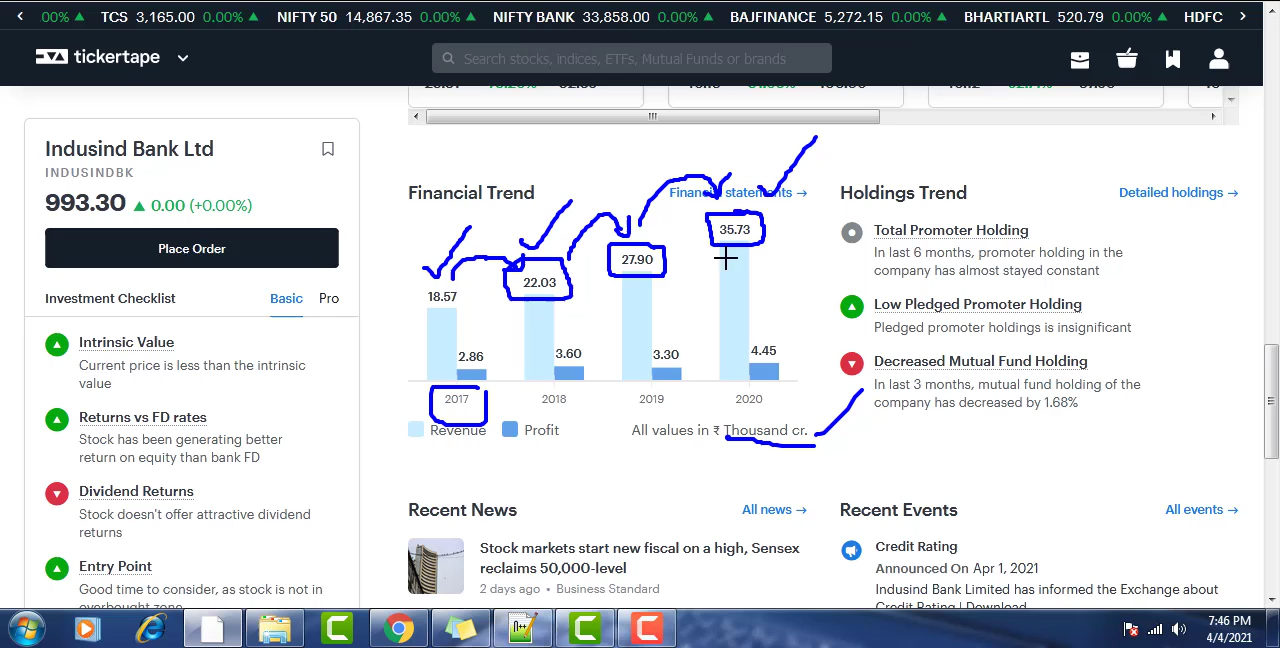 00% ▲ TCS 3,165.00 0.00% ▲ NIFTY 50 14,867.35 0.00% ▲ NIFTY BANK 33,858.00 0.00% ▲ BAJFINANCE 5,272.15 0.00% ▲ BHARTIARTL 520.79 0.00% ▲ HDFC
tickertape
Search stocks, indices, ETFs, Mutual Funds or brands
Indusind Bank Ltd
INDUSINDBK
993.30 ▲ 0.00 (+0.00%)
Place Order
Investment Checklist Basic Pro
Intrinsic Value
Current price is less than the intrinsic
value
Returns vs FD rates
Stock has been generating better
return on equity than bank FD
Dividend Returns
Stock doesn't offer attractive dividend
returns
Entry Point
Good time to consider, as stock is not in
overbought zone
Financial Trend Financial statements →
35.73
27.90
22.03
18.57
2.86 3.60 3.30 4.45
2017 2018 2019 2020
Revenue Profit All values in ₹ Thousand cr.
Holdings Trend Detailed holdings →
Total Promoter Holding
In last 6 months, promoter holding in the
company has almost stayed constant
Low Pledged Promoter Holding
Pledged promoter holdings is insignificant
Decreased Mutual Fund Holding
In last 3 months, mutual fund holding of the
company has decreased by 1.68%
Recent News All news →
Stock markets start new fiscal on a high, Sensex
reclaims 50,000-level
2 days ago • Business Standard
Recent Events All events →
Credit Rating
Announced On Apr 1, 2021
Indusind Bank Limited has informed the Exchange about
Credit Rating | Download
7:46 PM
4/4/2021